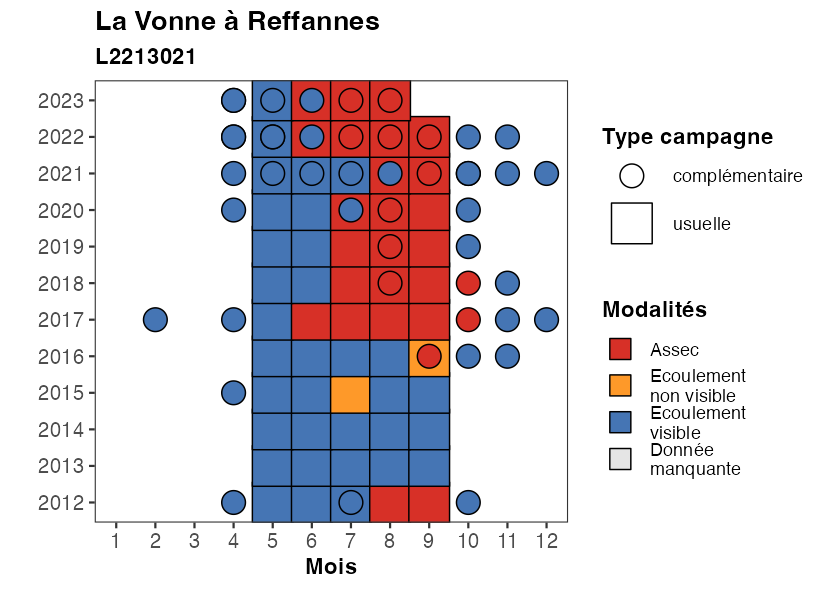 La Vonne à Reffannes
L2213021
2023
2022
2021
2020
2019
2018
2017
2016
2015
2014
2013
2012
1 2 3 4 5 6 7 8 9 10 11 12
Mois
Type campagne
complémentaire
usuelle
Modalités
Assec
Ecoulement
non visible
Ecoulement
visible
Donnée
manquante